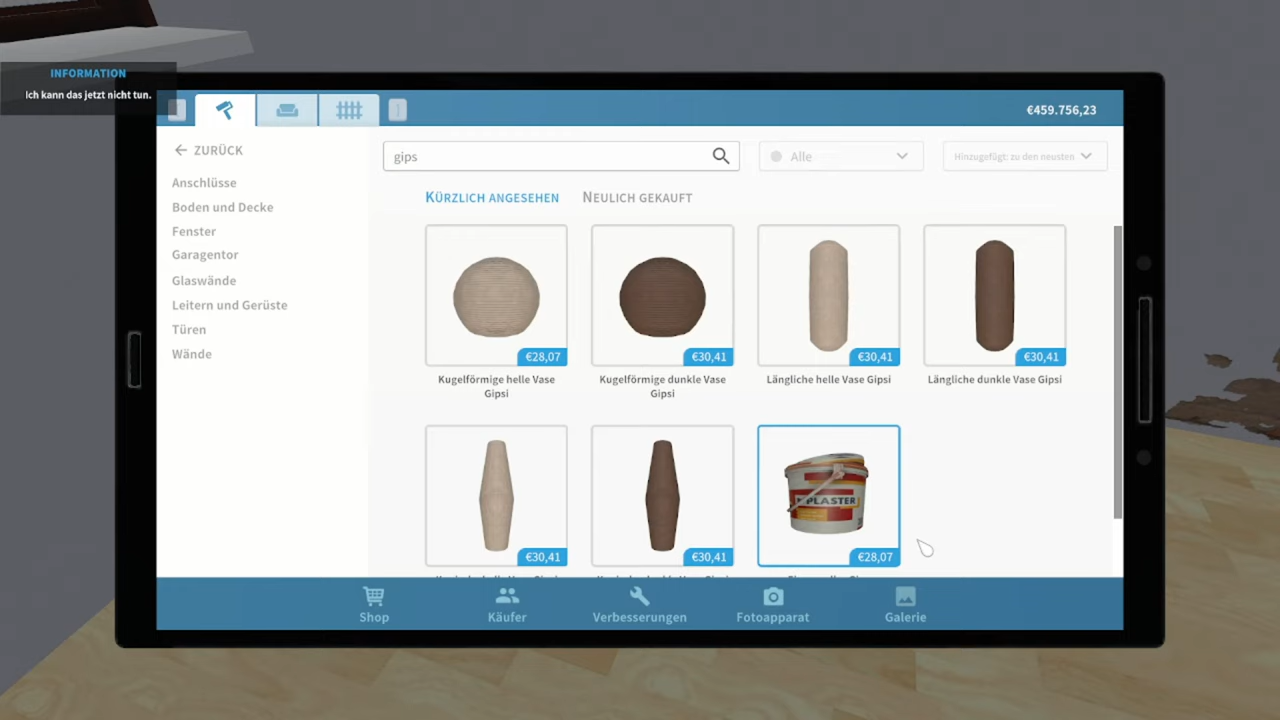 INFORMATION
Ich kann das jetzt nicht tun.
€459.756,23
ZURÜCK
gips
Alle
Hinzugefügt: zu den neusten
Anschlüsse
Boden und Decke
Fenster
Garagentor
Glaswände
Leitern und Gerüste
Türen
Wände
KÜRZLICH ANGESEHEN
NEULICH GEKAUFT
€28,07
€30,41
€30,41
€30,41
Kugelförmige helle Vase
Gipsi
Kugelförmige dunkle Vase
Gipsi
Längliche helle Vase Gipsi
Längliche dunkle Vase Gipsi
PLASTER
€30,41
€30,41
€28,07
Shop
Käufer
Verbesserungen
Fotoapparat
Galerie